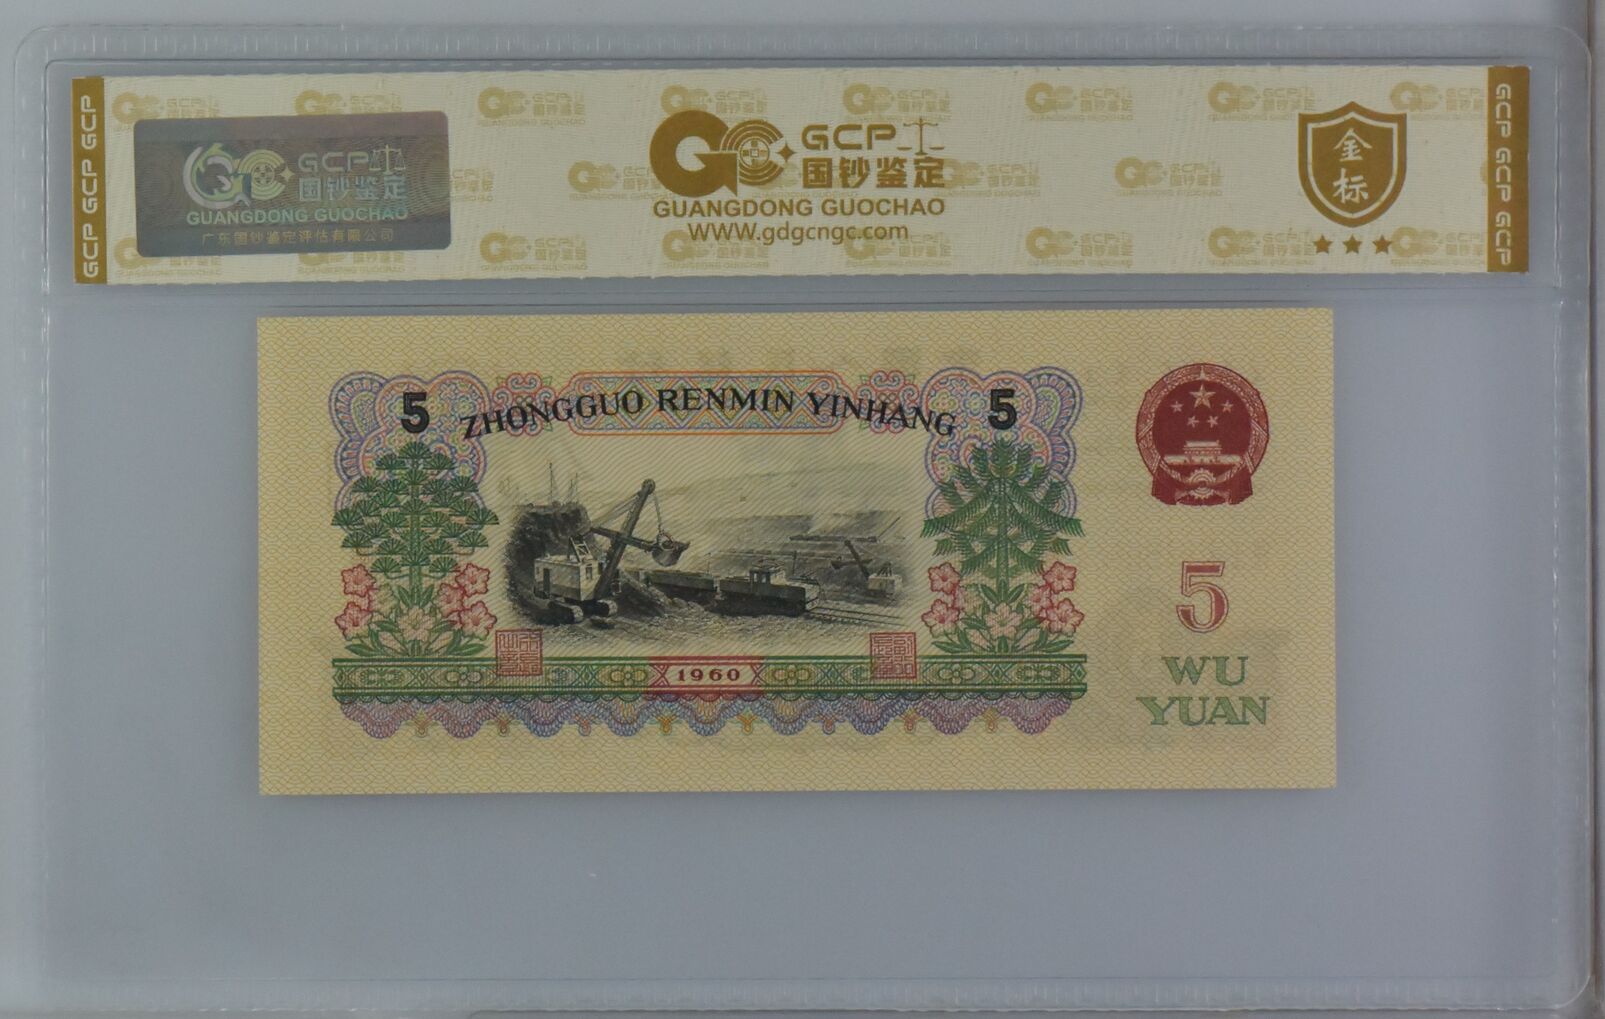 GCP GCP GCP
GCP
国钞鉴定
GUANGDONG GUOCHAO
广东国钞鉴定评估有限公司
GCP
国钞鉴定
GUANGDONG GUOCHAO
www.gdgcngc.com
金
标
GCP GCP GCP
5 ZHONGGUO RENMIN YINHANG 5
1960
5
WU
YUAN